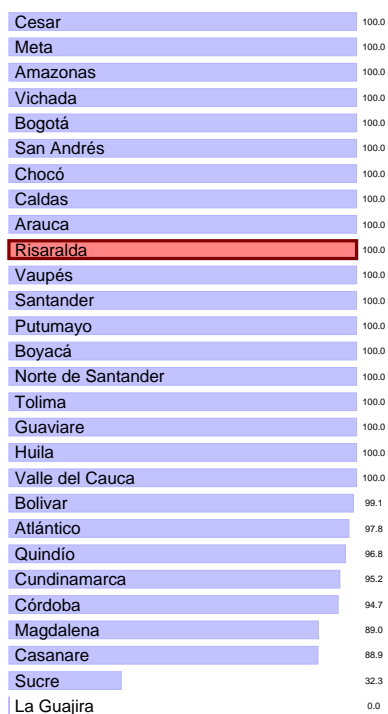 Cesar 100.0
Meta 100.0
Amazonas 100.0
Vichada 100.0
Bogotá 100.0
San Andrés 100.0
Chocó 100.0
Caldas 100.0
Arauca 100.0
Risaralda 100.0
Vaupés 100.0
Santander 100.0
Putumayo 100.0
Boyacá 100.0
Norte de Santander 100.0
Tolima 100.0
Guaviare 100.0
Huila 100.0
Valle del Cauca 100.0
Bolivar 99.1
Atlántico 97.8
Quindío 96.8
Cundinamarca 95.2
Córdoba 94.7
Magdalena 89.0
Casanare 88.9
Sucre 32.3
La Guajira 0.0